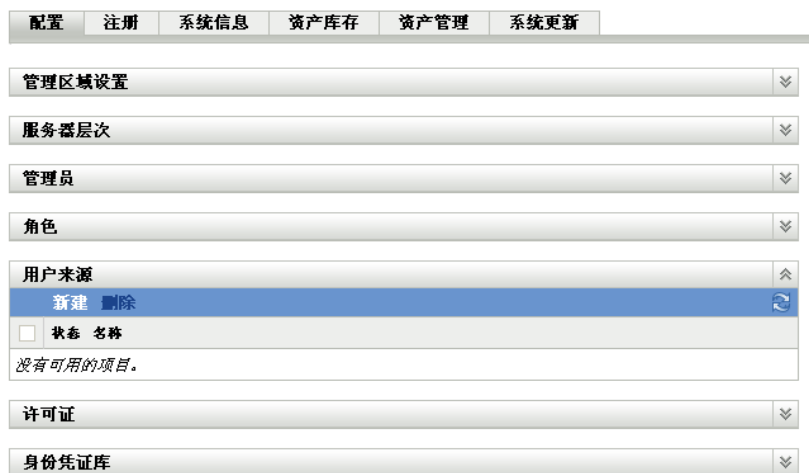 配置 注册 系统信息 资产库存 资产管理 系统更新
管理区域设置
服务器层次
管理员
角色
用户来源
新建 删除
状态 名称
没有可用的项目。
许可证
身份凭证库